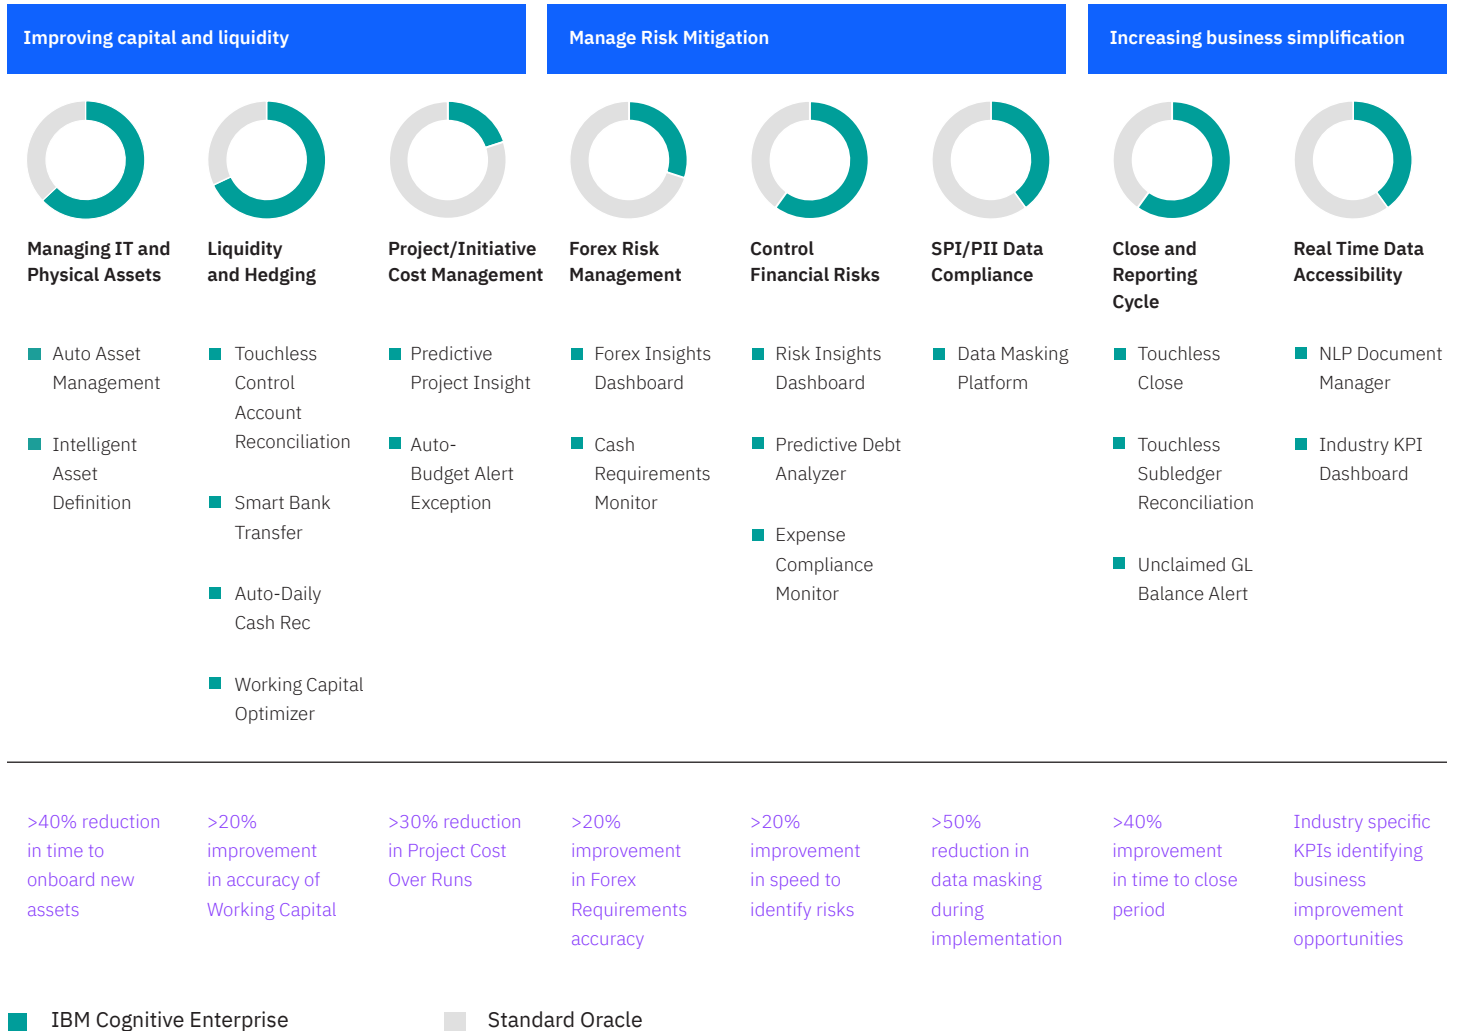 Improving capital and liquidity
Manage Risk Mitigation
Increasing business simplification
Managing IT and
Physical Assets
Liquidity
and Hedging
Project/Initiative
Cost Management
Forex Risk
Management
Control
Financial Risks
SPI/PII Data
Compliance
Close and
Reporting
Cycle
Real Time Data
Accessibility
Auto Asset
Management
Intelligent
Asset
Definition
Touchless
Control
Account
Reconciliation
Smart Bank
Transfer
Auto-Daily
Cash Rec
Working Capital
Optimizer
Predictive
Project Insight
Auto-
Budget Alert
Exception
Forex Insights
Dashboard
Cash
Requirements
Monitor
Risk Insights
Dashboard
Predictive Debt
Analyzer
Expense
Compliance
Monitor
Data Masking
Platform
Touchless
Close
Touchless
Subledger
Reconciliation
Unclaimed GL
Balance Alert
NLP Document
Manager
Industry KPI
Dashboard
>40% reduction
in time to
onboard new
assets
>20%
improvement
in accuracy of
Working Capital
>30% reduction
in Project Cost
Over Runs
>20%
improvement
in Forex
Requirements
accuracy
>20%
improvement
in speed to
identify risks
>50%
reduction in
data masking
during
implementation
>40%
improvement
in time to close
period
Industry specific
KPIs identifying
business
improvement
opportunities
IBM Cognitive Enterprise
Standard Oracle